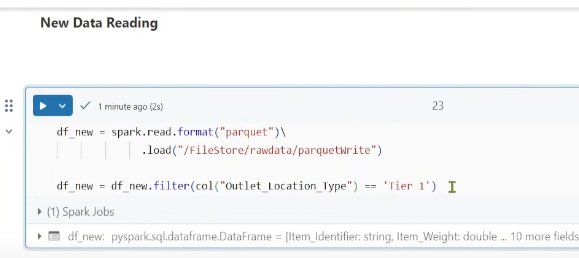 New Data Reading
1 minute ago (2s)
23
df_new = spark.read.format("parquet")\
.load("/FileStore/rawdata/parquetWrite")
df_new = df_new.filter(col("Outlet_Location_Type") == 'Tier 1')
(1) Spark Jobs
df_new: pyspark.sql.dataframe.DataFrame = [Item_Identifier: string, Item_Weight: double ... 10 more fields